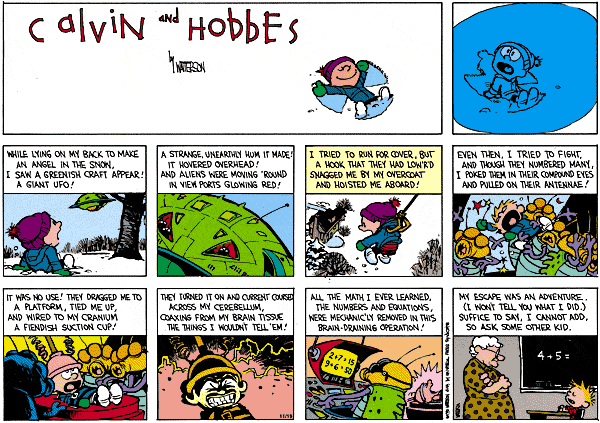 Calvin and Hobbes
by Watterson
WHILE LYING ON MY BACK TO MAKE
AN ANGEL IN THE SNOW,
I SAW A GREENISH CRAFT APPEAR!
A GIANT UFO!
A STRANGE, UNEARTHLY HUM IT MADE!
IT HOVERED OVERHEAD!
AND ALIENS WERE MOVING 'ROUND
IN VIEW PORTS GLOWING RED!
I TRIED TO RUN FOR COVER, BUT
A HOOK THAT THEY HAD LOW'RD
SNAGGED ME BY MY OVERCOAT
AND HOISTED ME ABOARD!
EVEN THEN, I TRIED TO FIGHT,
AND THOUGH THEY NUMBERED MANY,
I POKED THEM IN THEIR COMPOUND EYES
AND PULLED ON THEIR ANTENNAE!
IT WAS NO USE! THEY DRAGGED ME TO
A PLATFORM, TIED ME UP,
AND WIRED TO MY CRANIUM
A FIENDISH SUCTION CUP!
THEY TURNED IT ON AND CURRENT COURSED
ACROSS MY CEREBELLUM,
COAXING FROM MY BRAIN TISSUE
THE THINGS I WOULDN'T TELL 'EM!
11/19
ALL THE MATH I EVER LEARNED,
THE NUMBERS AND EQUATIONS,
WERE MECHANIC'LY REMOVED IN THIS
BRAIN-DRAINING OPERATION!
2+7=15
9+6=50
MY ESCAPE WAS AN ADVENTURE.
(I WON'T TELL YOU WHAT I DID.)
SUFFICE TO SAY, I CANNOT ADD,
SO ASK SOME OTHER KID.
4+5=